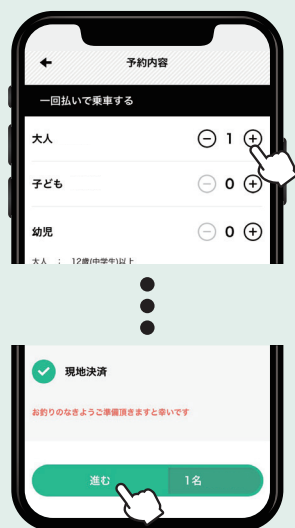 予約内容
一回払いで乗車する
大人 1
子ども 0
幼児 0
大人 : 12歳(中学生)以上
現地決済
お釣りのなきようご準備頂きますと幸いです
進む 1名